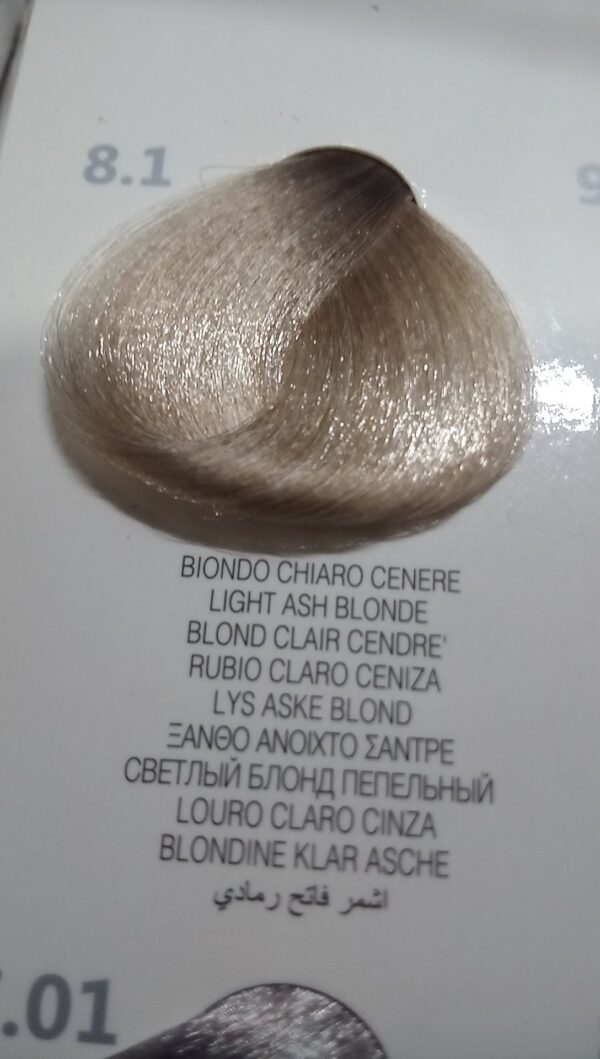 8.1
9
BIONDO CHIARO CENERE
LIGHT ASH BLONDE
BLOND CLAIR CENDRE'
RUBIO CLARO CENIZA
LYS ASKE BLOND
ΞΑΝΘΟ ΑΝΟΙΧΤΟ ΣΑΝΤΡΕ
СВЕТЛЫЙ БЛОНД ПЕПЕЛЬНЫЙ
LOURO CLARO CINZA
BLONDINE KLAR ASCHE
اشمر فاتح رمادي
.01